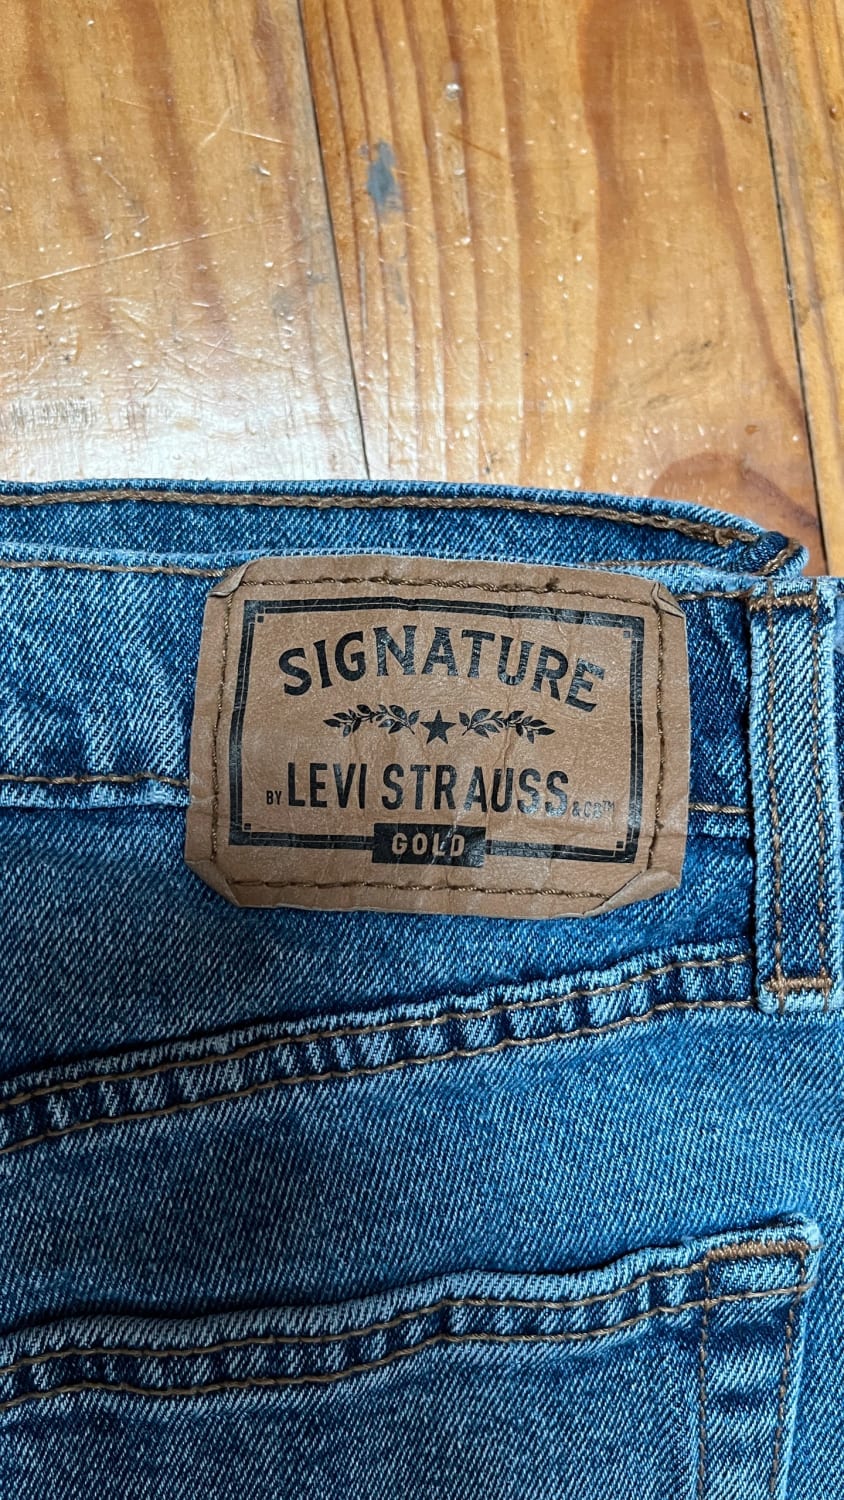 SIGNATURE
BY LEVI STRAUSS & CO™
GOLD